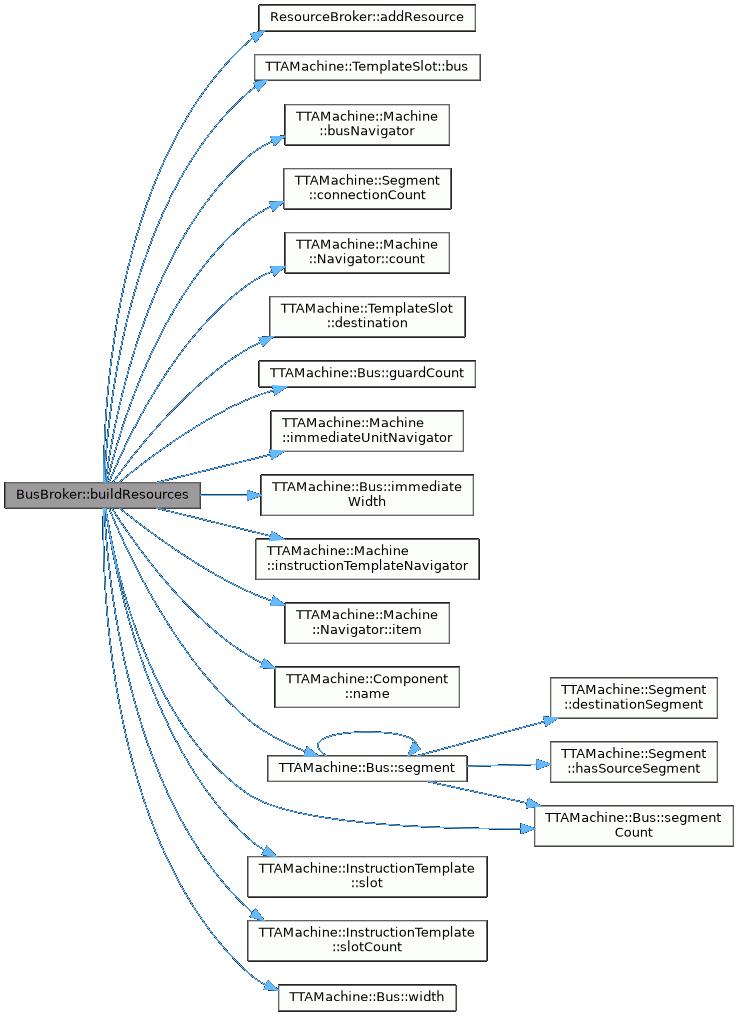 ResourceBroker::addResource
TTAMachine::TemplateSlot::bus
TTAMachine::Machine
::busNavigator
TTAMachine::Segment
::connectionCount
TTAMachine::Machine
::Navigator::count
TTAMachine::TemplateSlot
::destination
TTAMachine::Bus::guardCount
TTAMachine::Machine
::immediateUnitNavigator
BusBroker::buildResources
TTAMachine::Bus::immediate
Width
TTAMachine::Machine
::instructionTemplateNavigator
TTAMachine::Machine
::Navigator::item
TTAMachine::Component
::name
TTAMachine::Segment
::destinationSegment
TTAMachine::Bus::segment
TTAMachine::Segment
::hasSourceSegment
TTAMachine::Bus::segment
Count
TTAMachine::InstructionTemplate
::slot
TTAMachine::InstructionTemplate
::slotCount
TTAMachine::Bus::width